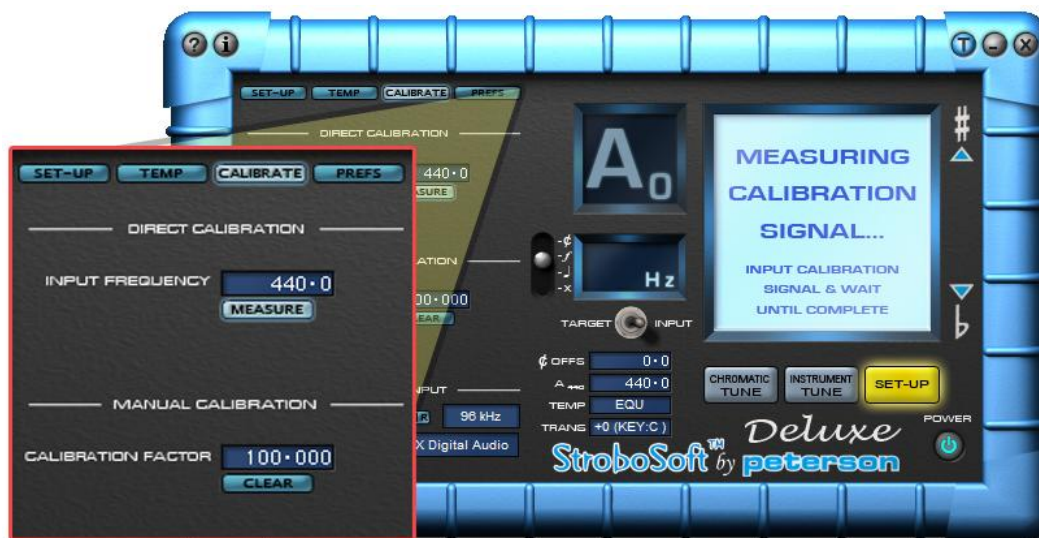 ? i T - X
SET-UP TEMP CALIBRATE PREFS
DIRECT CALIBRATION
440.0
SURE
ATION
00.000
EAR
NPUT
R 96 kHz
X Digital Audio
SET-UP TEMP CALIBRATE PREFS
DIRECT CALIBRATION
INPUT FREQUENCY 440.0
MEASURE
MANUAL CALIBRATION
CALIBRATION FACTOR 100.000
CLEAR
A0
-¢
-f
-♩
-x
Hz
TARGET INPUT
¢ OFFS 0.0
A 440 440.0
TEMP EQU
TRANS +0 (KEY:C )
MEASURING
CALIBRATION
SIGNAL...
INPUT CALIBRATION
SIGNAL & WAIT
UNTIL COMPLETE
♯
♭
CHROMATIC
TUNE
INSTRUMENT
TUNE
SET-UP
POWER
Deluxe
StroboSoft™ by peterson